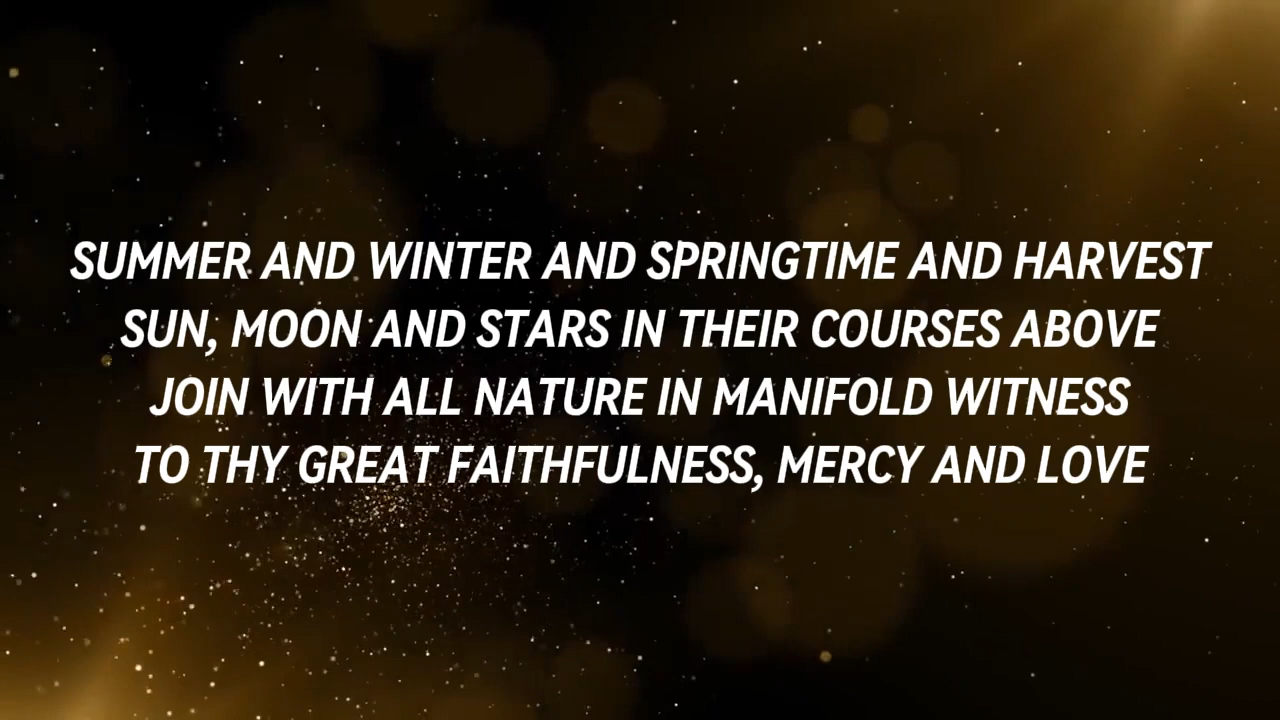 SUMMER AND WINTER AND SPRINGTIME AND HARVEST
SUN, MOON AND STARS IN THEIR COURSES ABOVE
JOIN WITH ALL NATURE IN MANIFOLD WITNESS
TO THY GREAT FAITHFULNESS, MERCY AND LOVE